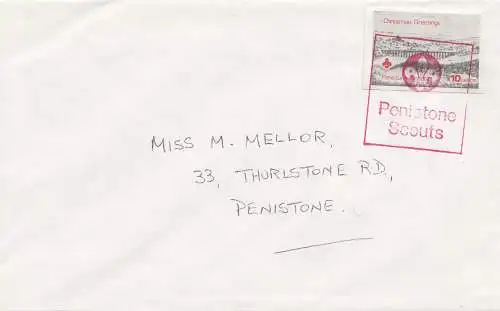 Christmas Greetings
10
Penistone
Scouts
MISS M. MELLOR,
33, THURLSTONE RD,
PENISTONE.